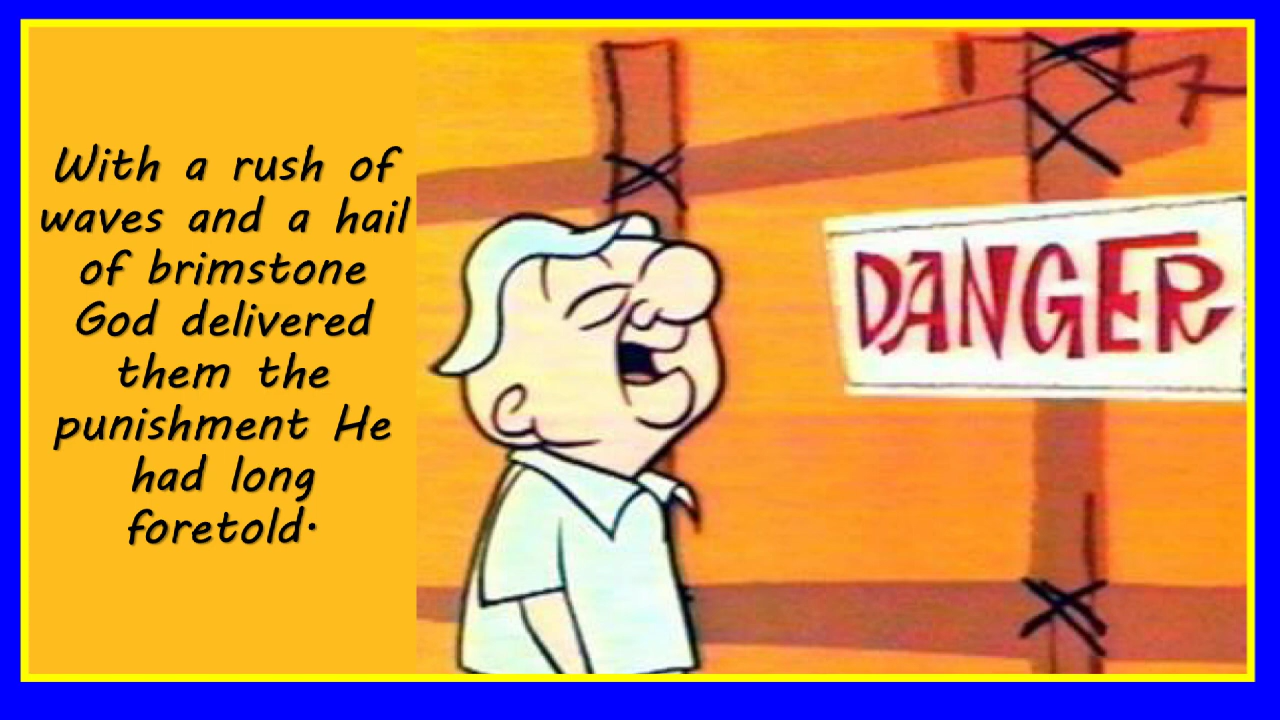 With a rush of
waves and a hail
of brimstone
God delivered
them the
punishment He
had long
foretold.
DANGER